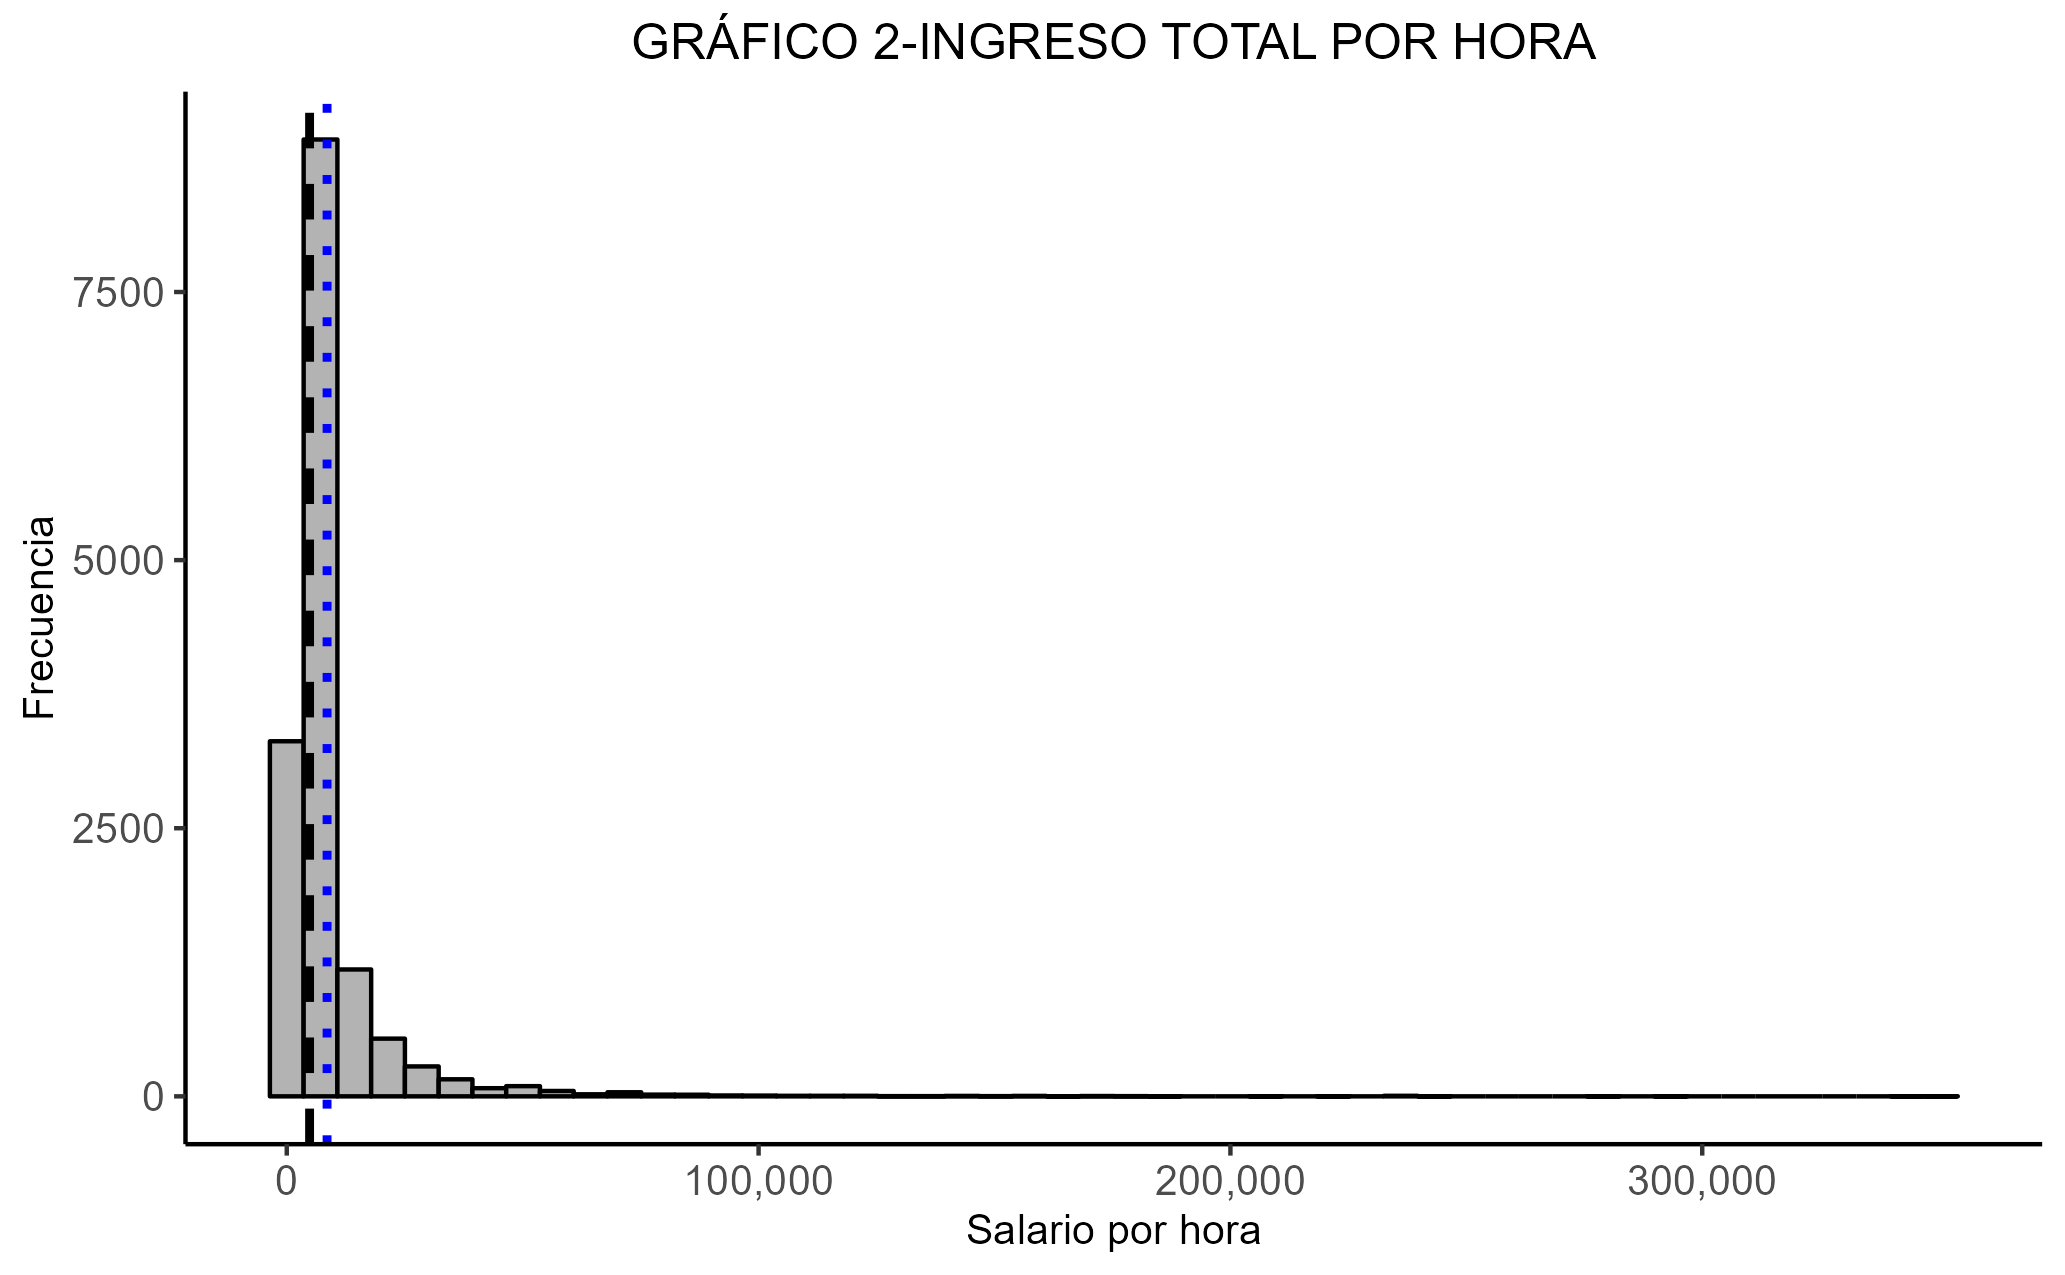 GRÁFICO 2-INGRESO TOTAL POR HORA
Frecuencia
7500
5000
2500
0
0 100,000 200,000 300,000
Salario por hora